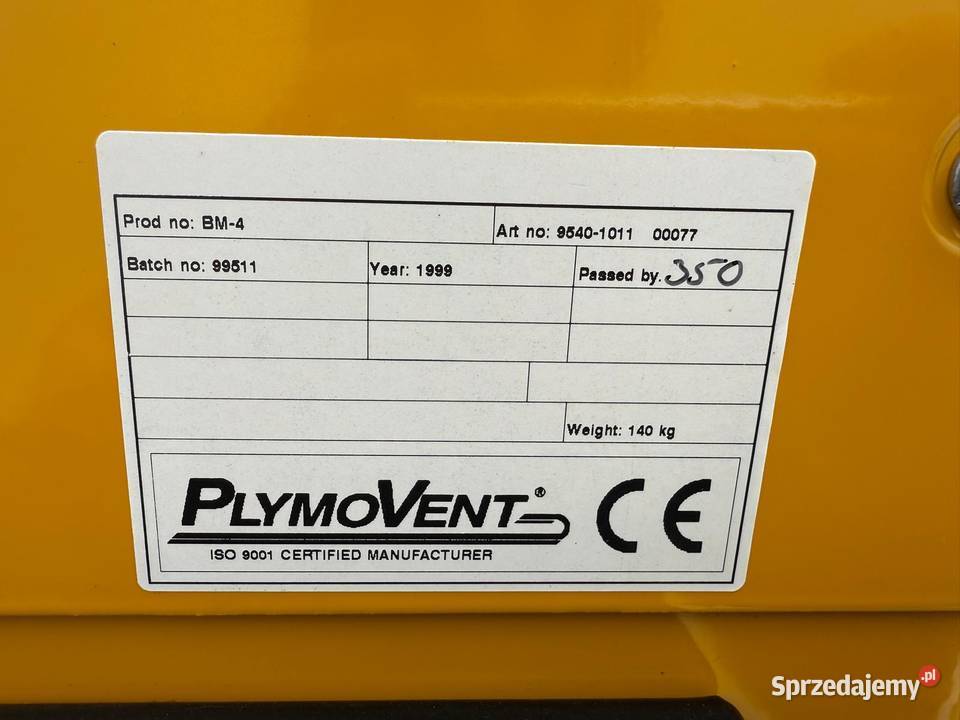 Prod no: BM-4
Art no: 9540-1011 00077
Batch no: 99511
Year: 1999
Passed by. 350
Weight: 140 kg
PLYMOVENT®
CE
ISO 9001 CERTIFIED MANUFACTURER
Sprzedajemy.pl